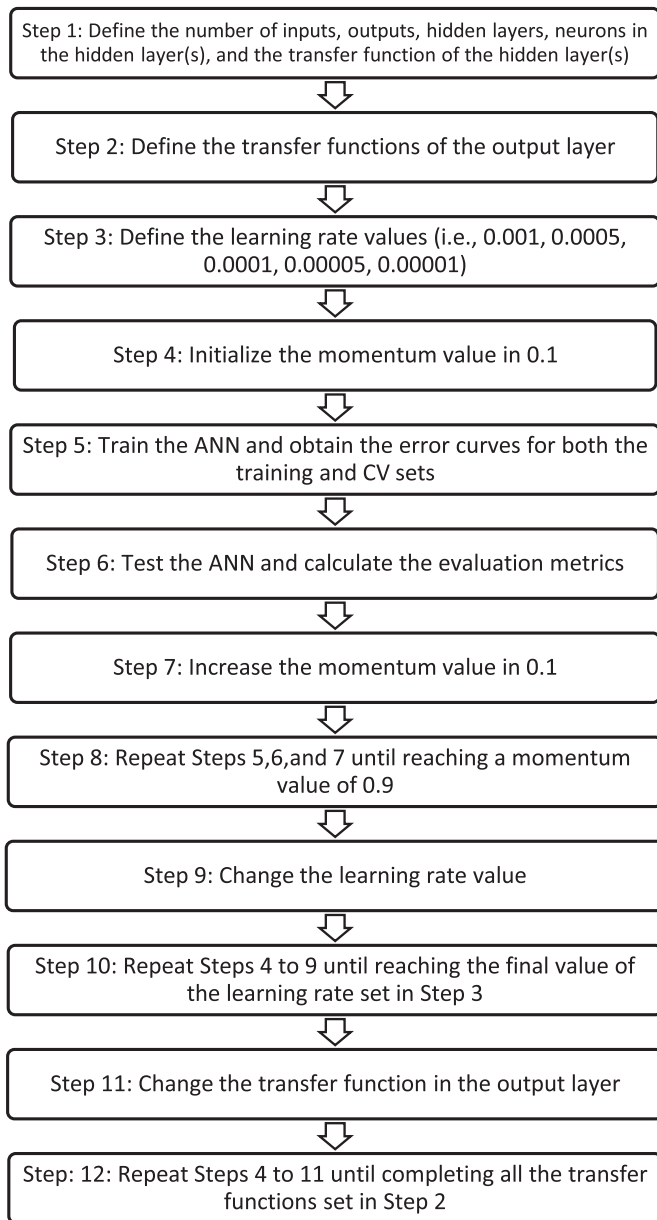 Step 1: Define the number of inputs, outputs, hidden layers, neurons in
the hidden layer(s), and the transfer function of the hidden layer(s)
Step 2: Define the transfer functions of the output layer
Step 3: Define the learning rate values (i.e., 0.001, 0.0005,
0.0001, 0.00005, 0.00001)
Step 4: Initialize the momentum value in 0.1
Step 5: Train the ANN and obtain the error curves for both the
training and CV sets
Step 6: Test the ANN and calculate the evaluation metrics
Step 7: Increase the momentum value in 0.1
Step 8: Repeat Steps 5,6,and 7 until reaching a momentum
value of 0.9
Step 9: Change the learning rate value
Step 10: Repeat Steps 4 to 9 until reaching the final value of
the learning rate set in Step 3
Step 11: Change the transfer function in the output layer
Step: 12: Repeat Steps 4 to 11 until completing all the transfer
functions set in Step 2